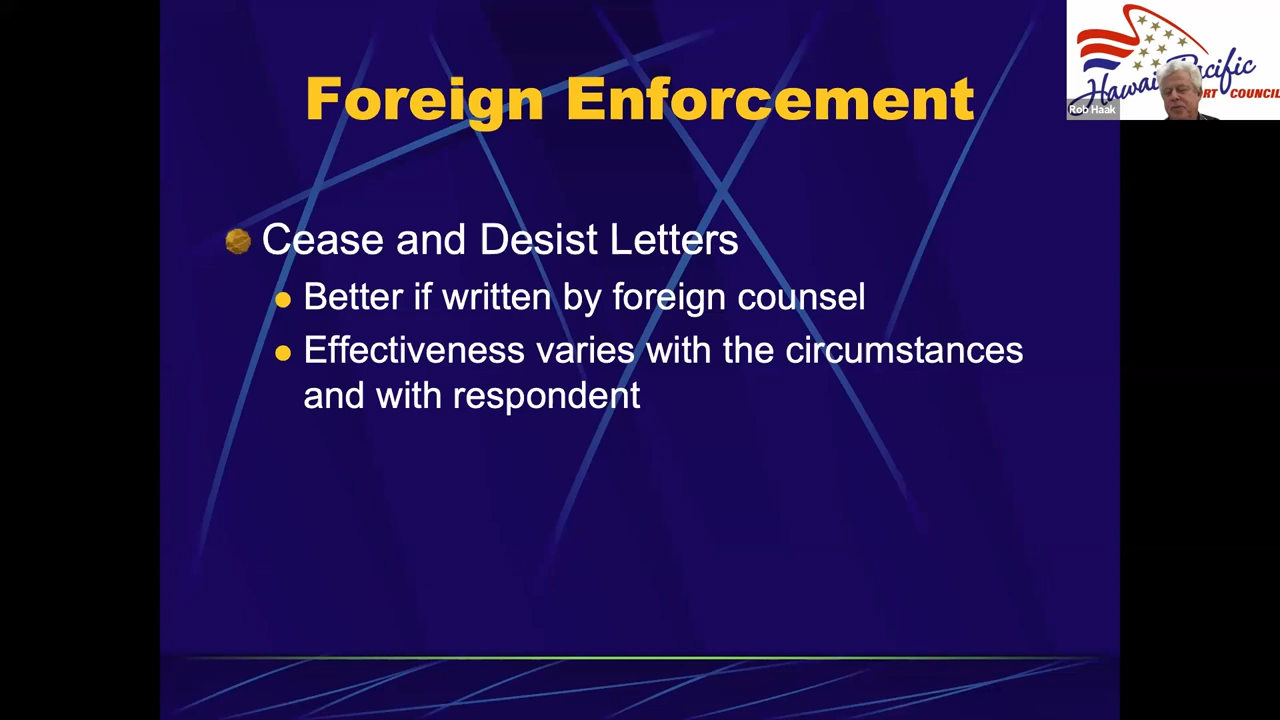 Foreign Enforcement
Hawaii Pacific
RT COUNCIL
Rob Haak
Cease and Desist Letters
Better if written by foreign counsel
Effectiveness varies with the circumstances
and with respondent